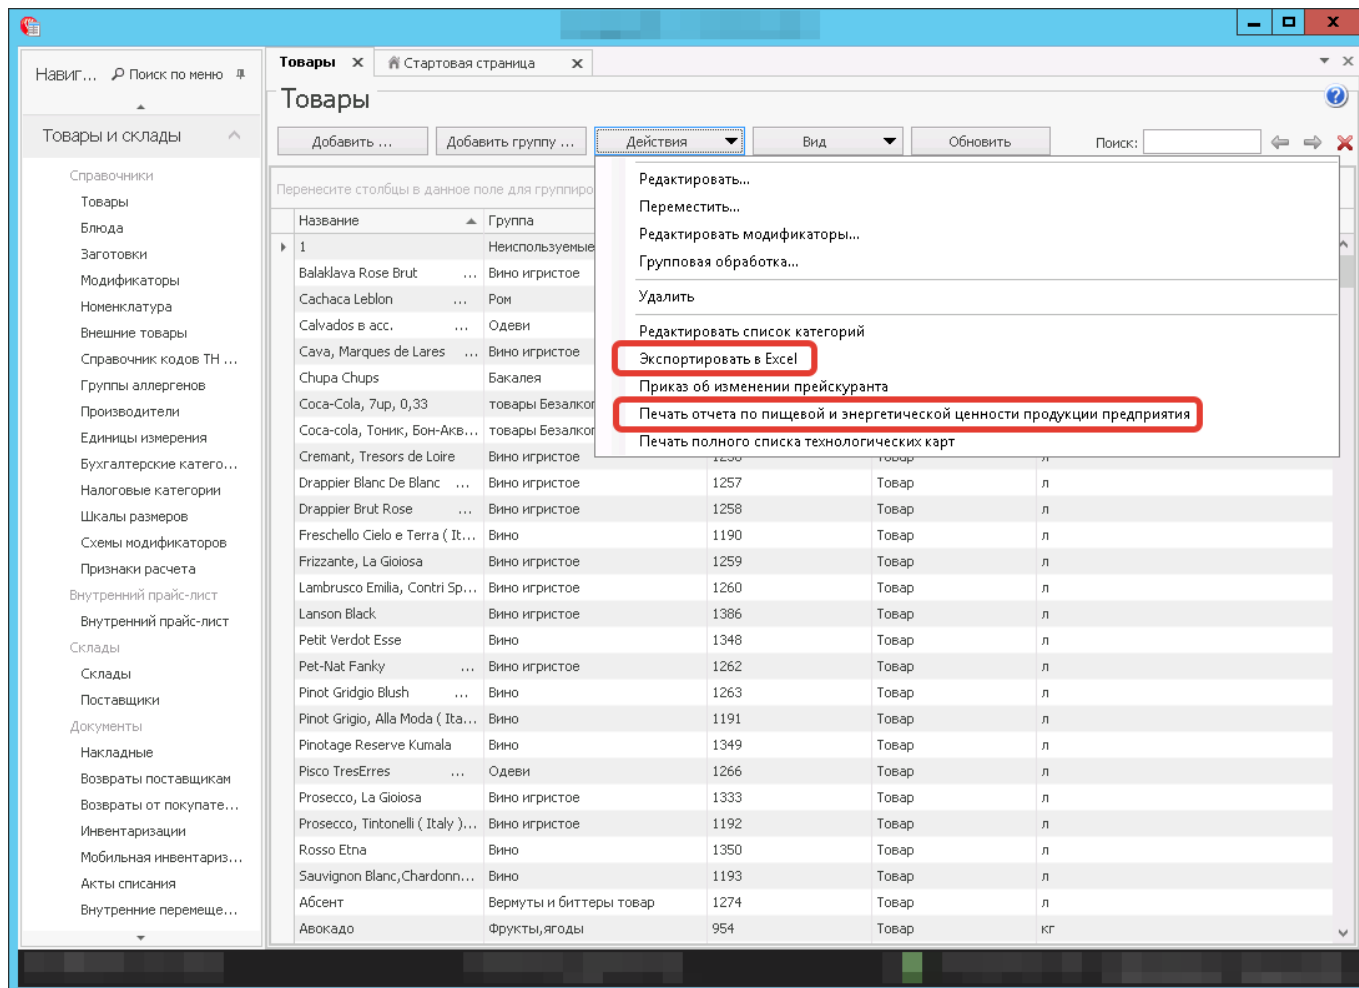 Товары
Стартовая страница
Навиг...
Поиск по меню
Товары и склады
Справочники
Товары
Блюда
Заготовки
Модификаторы
Номенклатура
Внешние товары
Справочник кодов ТН ...
Группы аллергенов
Производители
Единицы измерения
Бухгалтерские катего...
Налоговые категории
Шкалы размеров
Схемы модификаторов
Признаки расчета
Внутренний прайс-лист
Внутренний прайс-лист
Склады
Склады
Поставщики
Документы
Накладные
Возвраты поставщикам
Возвраты от покупате...
Инвентаризации
Мобильная инвентариз...
Акты списания
Внутренние перемеще...
Товары
Добавить ... Добавить группу ... Действия Вид Обновить Поиск:
Перенесите столбцы в данное поле для группиро
Редактировать...
Переместить...
Редактировать модификаторы...
Групповая обработка...
Удалить
Редактировать список категорий
Экспортировать в Excel
Приказ об изменении прейскуранта
Печать отчета по пищевой и энергетической ценности продукции предприятия
Печать полного списка технологических карт
Название Группа
1 Неиспользуемые
Balaklava Rose Brut ... Вино игристое
Cachaca Leblon ... Ром
Calvados в асс. ... Одеви
Cava, Marques de Lares ... Вино игристое
Chupa Chups Бакалея
Coca-Cola, 7up, 0,33 товары Безалког
Coca-cola, Тоник, Бон-Акв... товары Безалког
Cremant, Tresors de Loire Вино игристое 1256 Товар л
Drappier Blanc De Blanc ... Вино игристое 1257 Товар л
Drappier Brut Rose ... Вино игристое 1258 Товар л
Freschello Cielo e Terra ( It... Вино 1190 Товар л
Frizzante, La Gioiosa Вино игристое 1259 Товар л
Lambrusco Emilia, Contri Sp... Вино игристое 1260 Товар л
Lanson Black Вино игристое 1386 Товар л
Petit Verdot Esse Вино 1348 Товар л
Pet-Nat Fanky ... Вино игристое 1262 Товар л
Pinot Gridgio Blush ... Вино 1263 Товар л
Pinot Grigio, Alla Moda ( Ita... Вино 1191 Товар л
Pinotage Reserve Kumala Вино 1349 Товар л
Pisco TresErres ... Одеви 1266 Товар л
Prosecco, La Gioiosa Вино игристое 1333 Товар л
Prosecco, Tintonelli ( Italy )... Вино игристое 1192 Товар л
Rosso Etna Вино 1350 Товар л
Sauvignon Blanc,Chardonn... Вино 1193 Товар л
Абсент Вермуты и биттеры товар 1274 Товар л
Авокадо Фрукты,ягоды 954 Товар кг